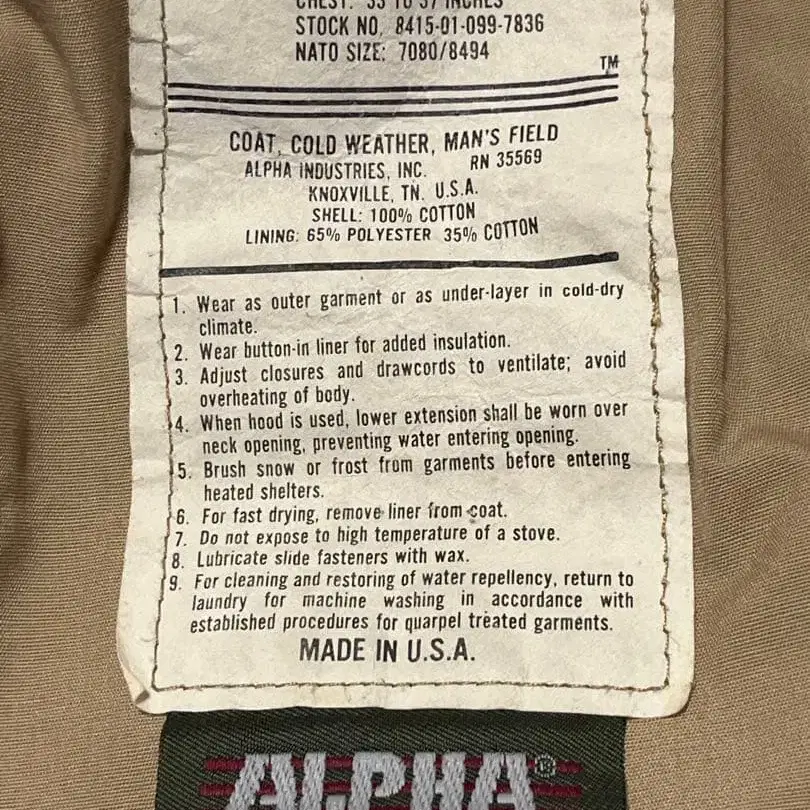 CHEST: 33 TO 37 INCHES
STOCK NO. 8415-01-099-7836
NATO SIZE: 7080/8494
TM
COAT, COLD WEATHER, MAN'S FIELD
ALPHA INDUSTRIES, INC. RN 35569
KNOXVILLE, TN. U.S.A.
SHELL: 100% COTTON
LINING: 65% POLYESTER 35% COTTON
1. Wear as outer garment or as under-layer in cold-dry
climate.
2. Wear button-in liner for added insulation.
3. Adjust closures and drawcords to ventilate; avoid
overheating of body.
4. When hood is used, lower extension shall be worn over
neck opening, preventing water entering opening.
5. Brush snow or frost from garments before entering
heated shelters.
6. For fast drying, remove liner from coat.
7. Do not expose to high temperature of a stove.
8. Lubricate slide fasteners with wax.
9. For cleaning and restoring of water repellency, return to
laundry for machine washing in accordance with
established procedures for quarpel treated garments.
MADE IN U.S.A.
ALPHA®